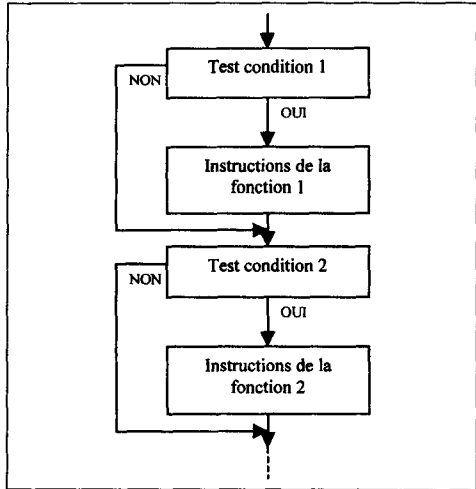 Test condition 1
NON
OUI
Instructions de la
fonction 1
Test condition 2
NON
OUI
Instructions de la
fonction 2